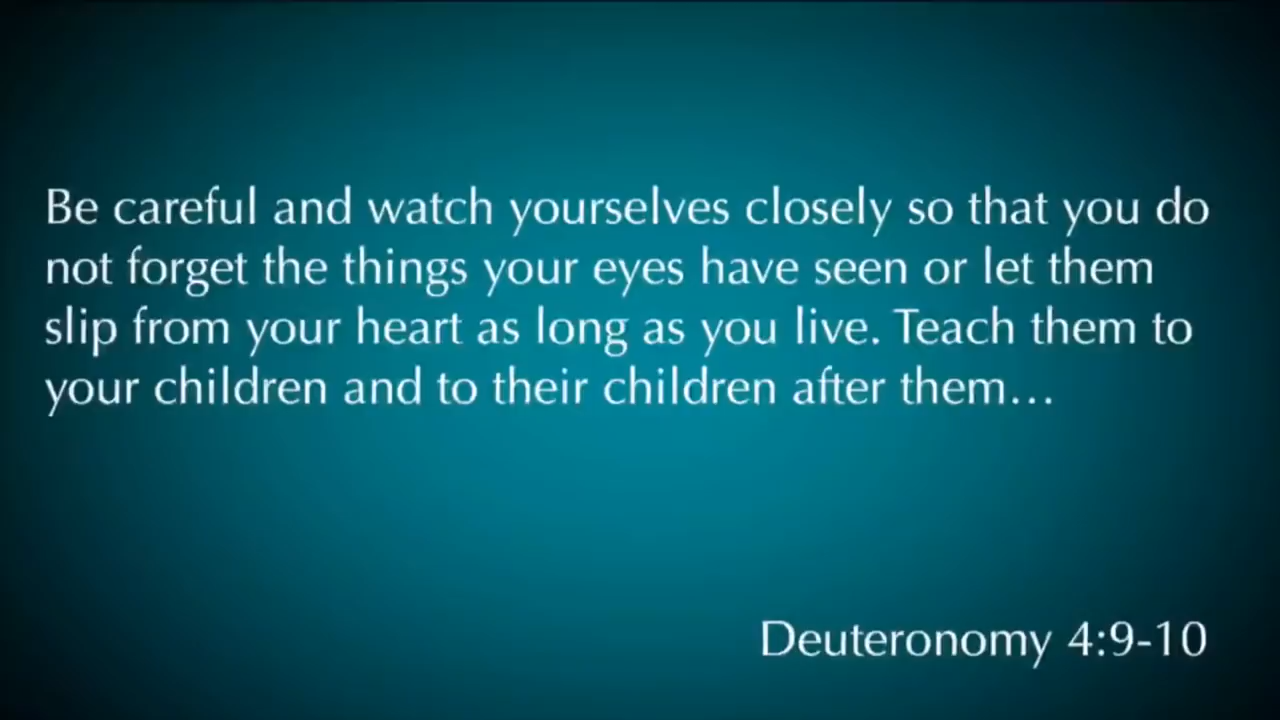 Be careful and watch yourselves closely so that you do
not forget the things your eyes have seen or let them
slip from your heart as long as you live. Teach them to
your children and to their children after them…
Deuteronomy 4:9-10